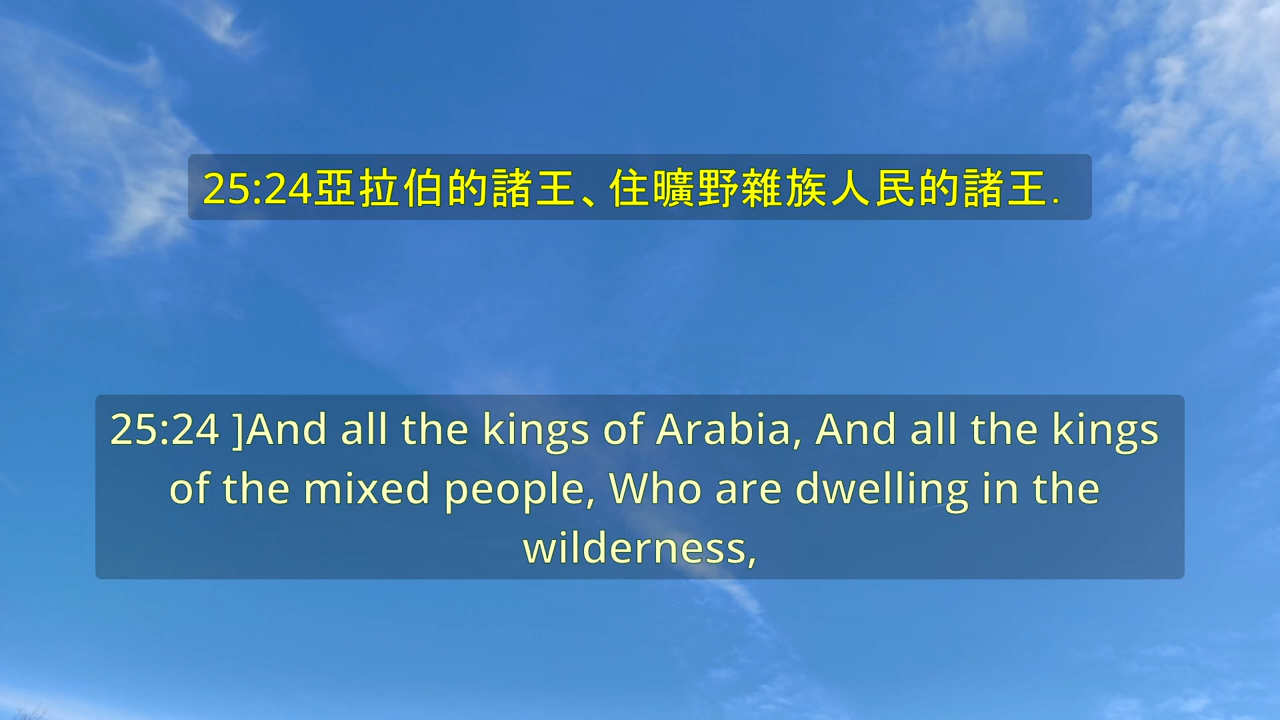 25:24亞拉伯的諸王、住曠野雜族人民的諸王.
25:24 ]And all the kings of Arabia, And all the kings
of the mixed people, Who are dwelling in the
wilderness,